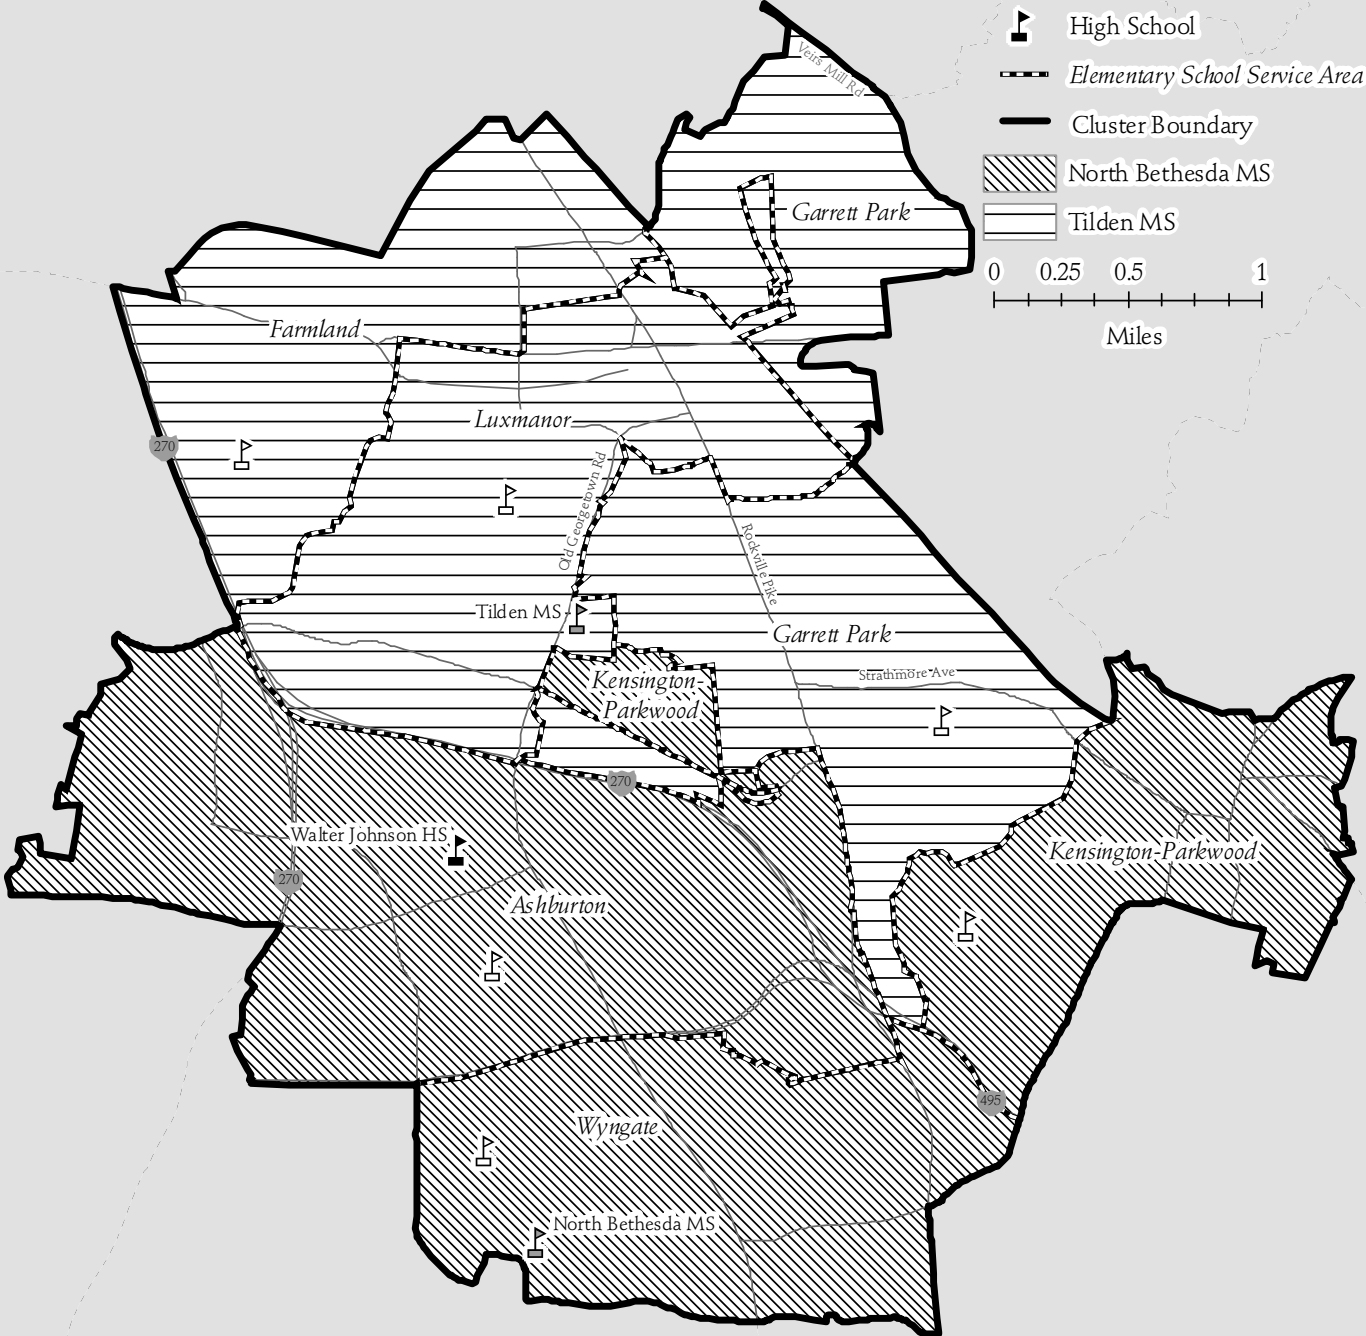 High School
Elementary School Service Area
Cluster Boundary
North Bethesda MS
Tilden MS
0 0.25 0.5 1
Miles
Veirs Mill Rd
Garrett Park
Farmland
Luxmanor
270
Old Georgetown Rd
Rockville Pike
Tilden MS
Garrett Park
Strathmore Ave
Kensington-
Parkwood
270
Walter Johnson HS
Kensington-Parkwood
270
Ashburton
495
Wyngate
North Bethesda MS